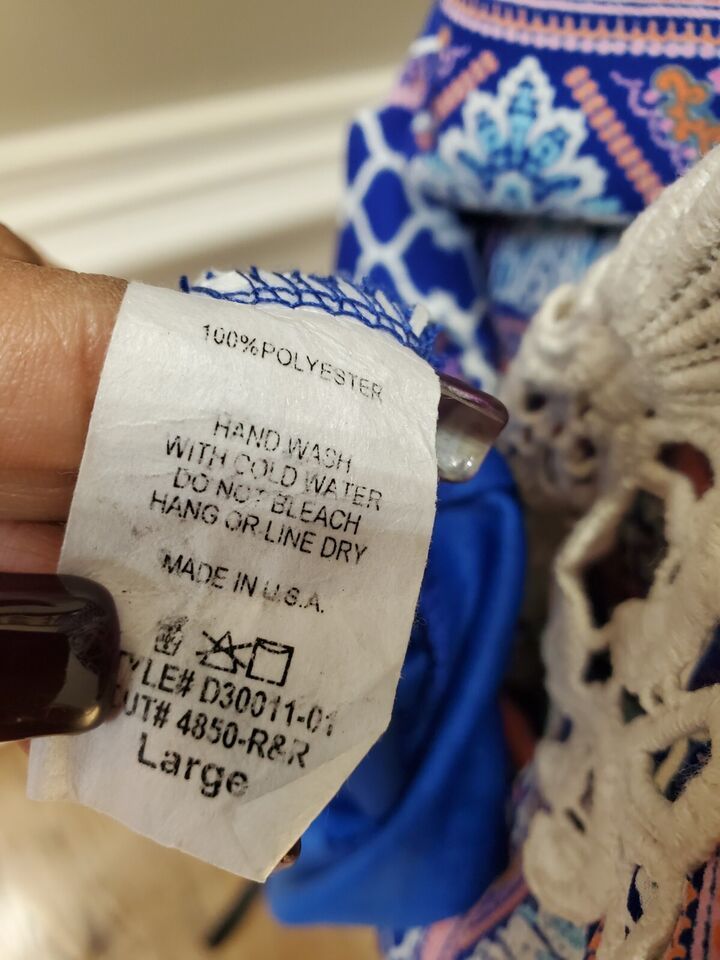 100%POLYESTER
HAND WASH
WITH COLD WATER
DO NOT BLEACH
HANG OR LINE DRY
MADE IN U.S.A.
TYLE# D30011-01
UT# 4850-R&R
Large